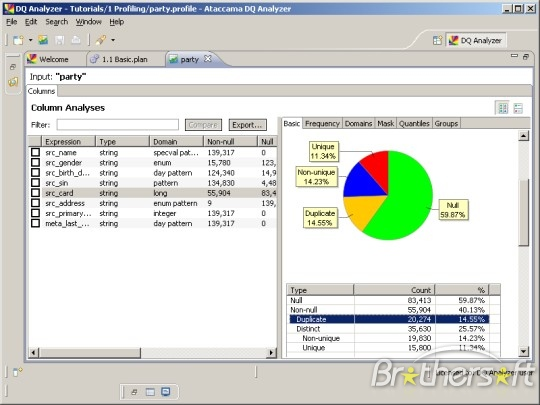 DQ Analyzer - Tutorials/1 Profiling/party.profile - Ataccama DQ Analyzer
File Edit Search Window Help
DQ Analyzer
Welcome 1.1 Basic.plan party
Input: "party"
Columns
Column Analyses
Filter: Compare Export...
Expression Type Domain Non-null Null
src_name string specval pat... 139,317
src_gender string enum 15,780 123,
src_birth_d... string day pattern 124,340 14,9
src_sin string pattern 134,830 4,48
src_card string long 55,904 83,4
src_address string enum pattern 9 139,
src_primary... string integer 139,317
meta_last_... string day pattern 139,317
Basic Frequency Domains Mask Quantiles Groups
Unique
11.34%
Non-unique
14.23%
Duplicate
14.55%
Null
59.87%
Type Count %
Null 83,413 59.87%
Non-null 55,904 40.13%
Duplicate 20,274 14.55%
Distinct 35,630 25.57%
Non-unique 19,830 14.23%
Unique 15,800 11.34%
Licensed to: DQ Analyzer user
Brothersoft